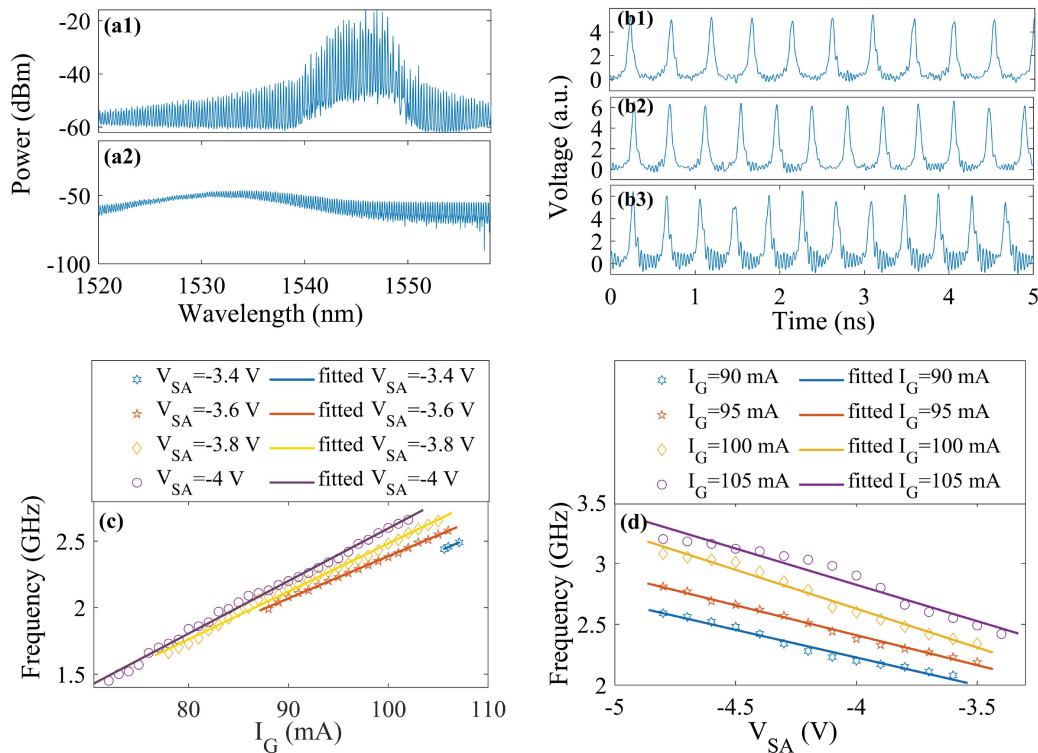 (a1)
-20
-40
-60
Power (dBm)
(a2)
-50
-100
1520 1530 1540 1550
Wavelength (nm)
(b1)
4
2
0
(b2)
6
4
2
0
Voltage (a.u.)
(b3)
6
4
2
0
0 1 2 3 4 5
Time (ns)
V_SA=-3.4 V fitted V_SA=-3.4 V
V_SA=-3.6 V fitted V_SA=-3.6 V
V_SA=-3.8 V fitted V_SA=-3.8 V
V_SA=-4 V fitted V_SA=-4 V
(c)
2.5
2
1.5
Frequency (GHz)
80 90 100 110
I_G (mA)
I_G=90 mA fitted I_G=90 mA
I_G=95 mA fitted I_G=95 mA
I_G=100 mA fitted I_G=100 mA
I_G=105 mA fitted I_G=105 mA
(d)
3.5
3
2.5
2
Frequency (GHz)
-5 -4.5 -4 -3.5
V_SA (V)